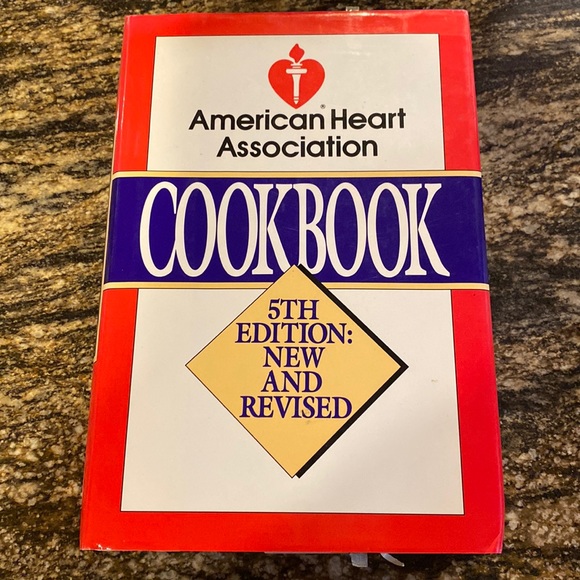 American Heart®
Association
COOKBOOK
5TH
EDITION:
NEW
AND
REVISED